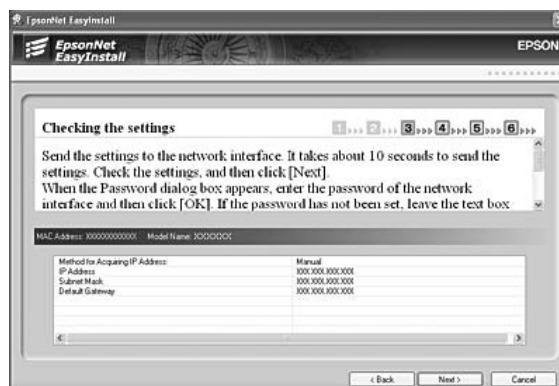 EpsonNet EasyInstall
EpsonNet
EasyInstall
EPSON
Checking the settings
1 2 3 4 5 6
Send the settings to the network interface. It takes about 10 seconds to send the
settings. Check the settings, and then click [Next].
When the Password dialog box appears, enter the password of the network
interface and then click [OK]. If the password has not been set, leave the text box
MAC Address: XXXXXXXXXXXX Model Name: XXXXXXX
Method for Acquiring IP Address: Manual
IP Address XXX.XXX.XXX.XXX
Subnet Mask XXX.XXX.XXX.XXX
Default Gateway XXX.XXX.XXX.XXX
< Back Next > Cancel